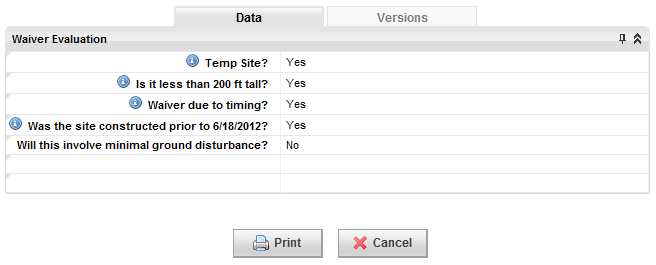 Data Versions
Waiver Evaluation
Temp Site? Yes
Is it less than 200 ft tall? Yes
Waiver due to timing? Yes
Was the site constructed prior to 6/18/2012? Yes
Will this involve minimal ground disturbance? No
Print Cancel